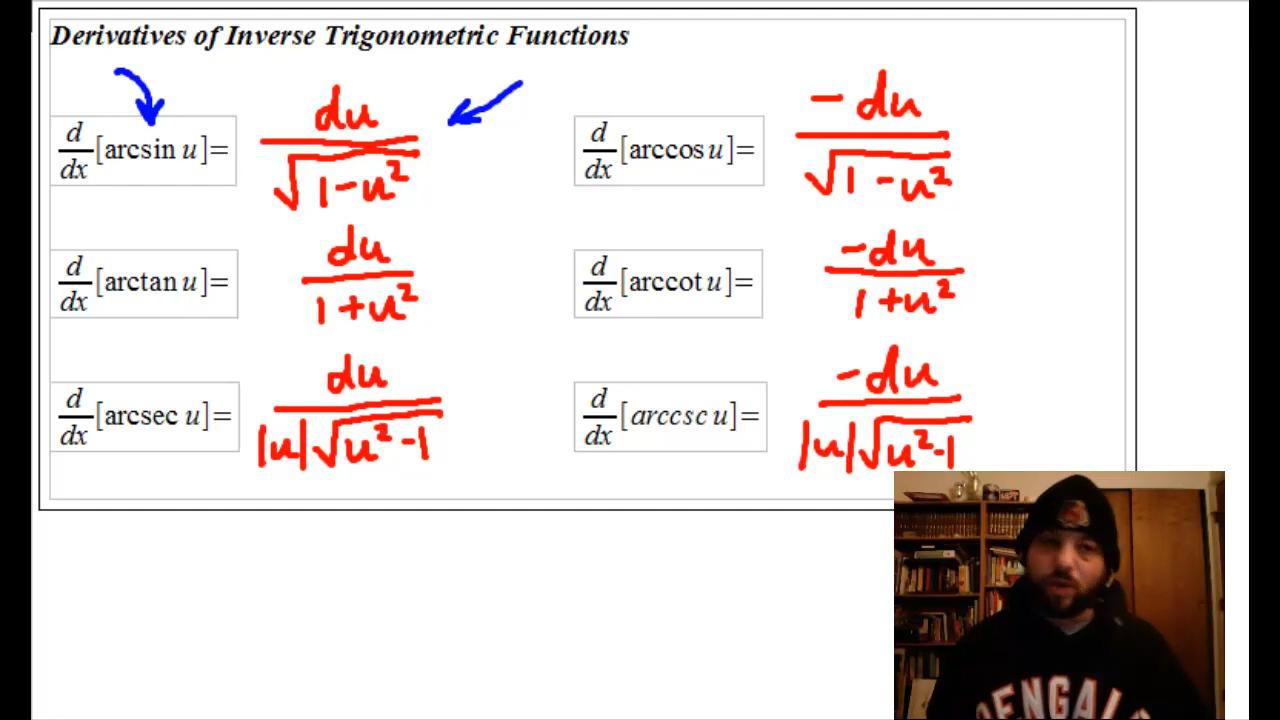 Derivatives of Inverse Trigonometric Functions
d/dx [arcsin u]= du/√(1-u²)
d/dx [arccos u]= -du/√(1-u²)
d/dx [arctan u]= du/(1+u²)
d/dx [arccot u]= -du/(1+u²)
d/dx [arcsec u]= du/(|u|√(u²-1))
d/dx [arccsc u]= -du/(|u|√(u²-1))
BENGALS